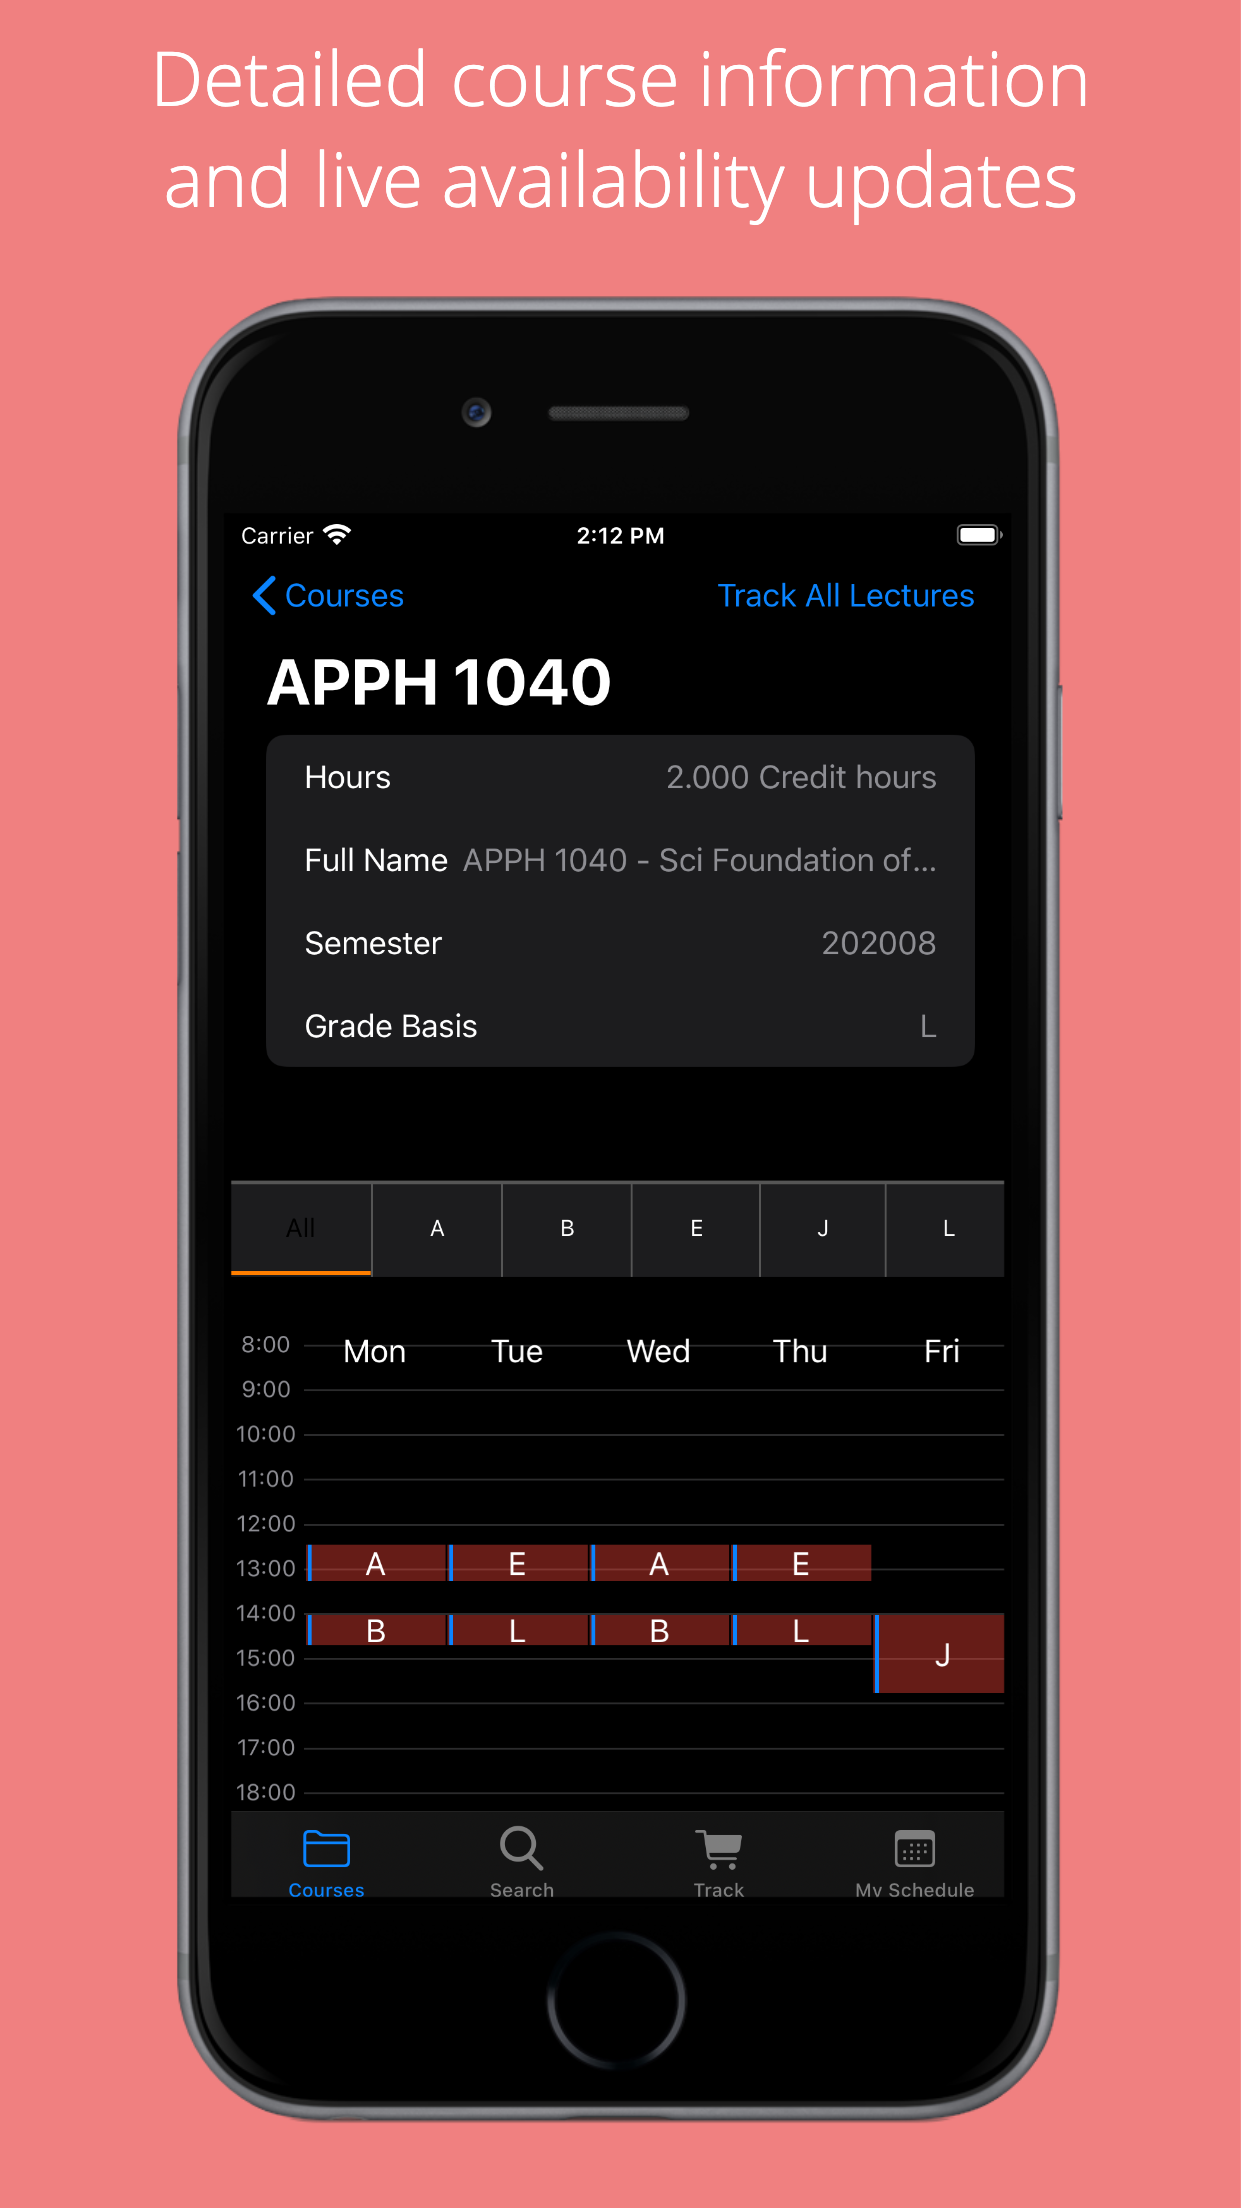 Detailed course information
and live availability updates
Carrier 2:12 PM
Courses Track All Lectures
APPH 1040
Hours 2.000 Credit hours
Full Name APPH 1040 - Sci Foundation of...
Semester 202008
Grade Basis L
All A B E J L
8:00 Mon Tue Wed Thu Fri
9:00
10:00
11:00
12:00
A E A E
13:00
14:00
B L B L
J
15:00
16:00
17:00
18:00
Courses Search Track My Schedule